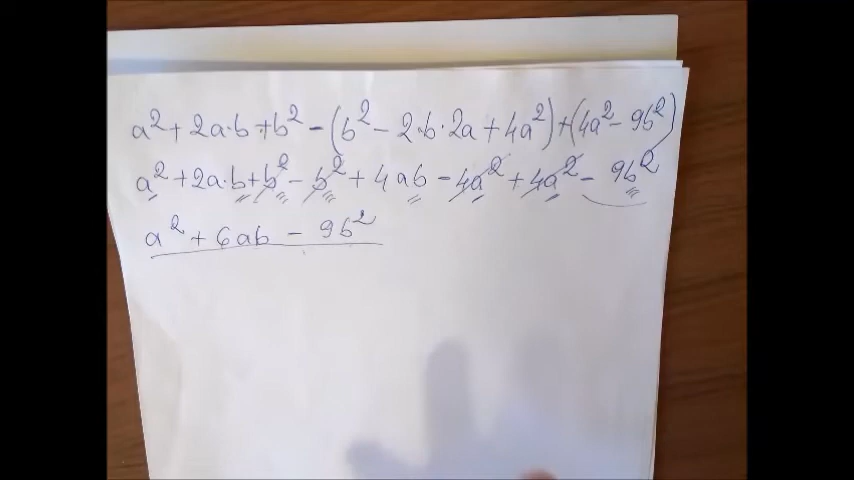 a² + 2a·b + b² - (b² - 2·b·2a + 4a²) + (4a² - 9b²)
a² + 2a·b + b² - b² + 4ab - 4a² + 4a² - 9b²
a² + 6ab - 9b²